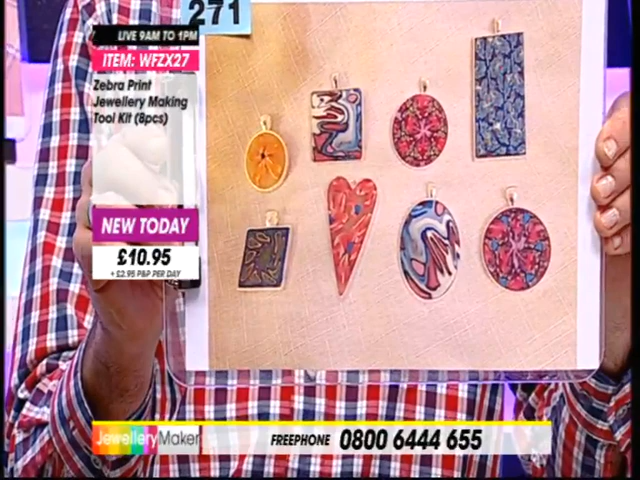 271
LIVE 9AM TO 1PM
ITEM: WFZX27
Zebra Print
Jewellery Making
Tool Kit (8pcs)
NEW TODAY
£10.95
+ £2.95 P&P PER DAY
JewelleryMaker
FREEPHONE 0800 6444 655